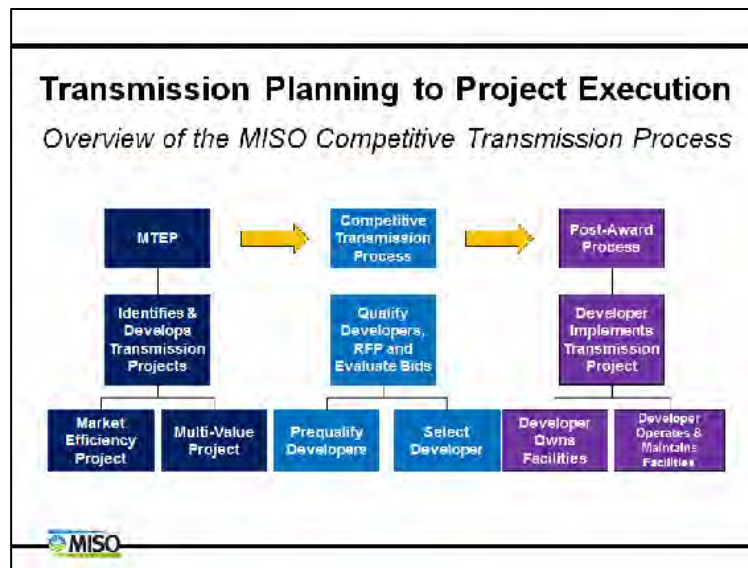 Transmission Planning to Project Execution
Overview of the MISO Competitive Transmission Process
MTEP
Competitive
Transmission
Process
Post-Award
Process
Identifies &
Develops
Transmission
Projects
Qualify
Developers,
RFP and
Evaluate Bids
Developer
Implements
Transmission
Project
Market
Efficiency
Project
Multi-Value
Project
Prequalify
Developers
Select
Developer
Developer
Owns
Facilities
Developer
Operates &
Maintains
Facilities
MISO